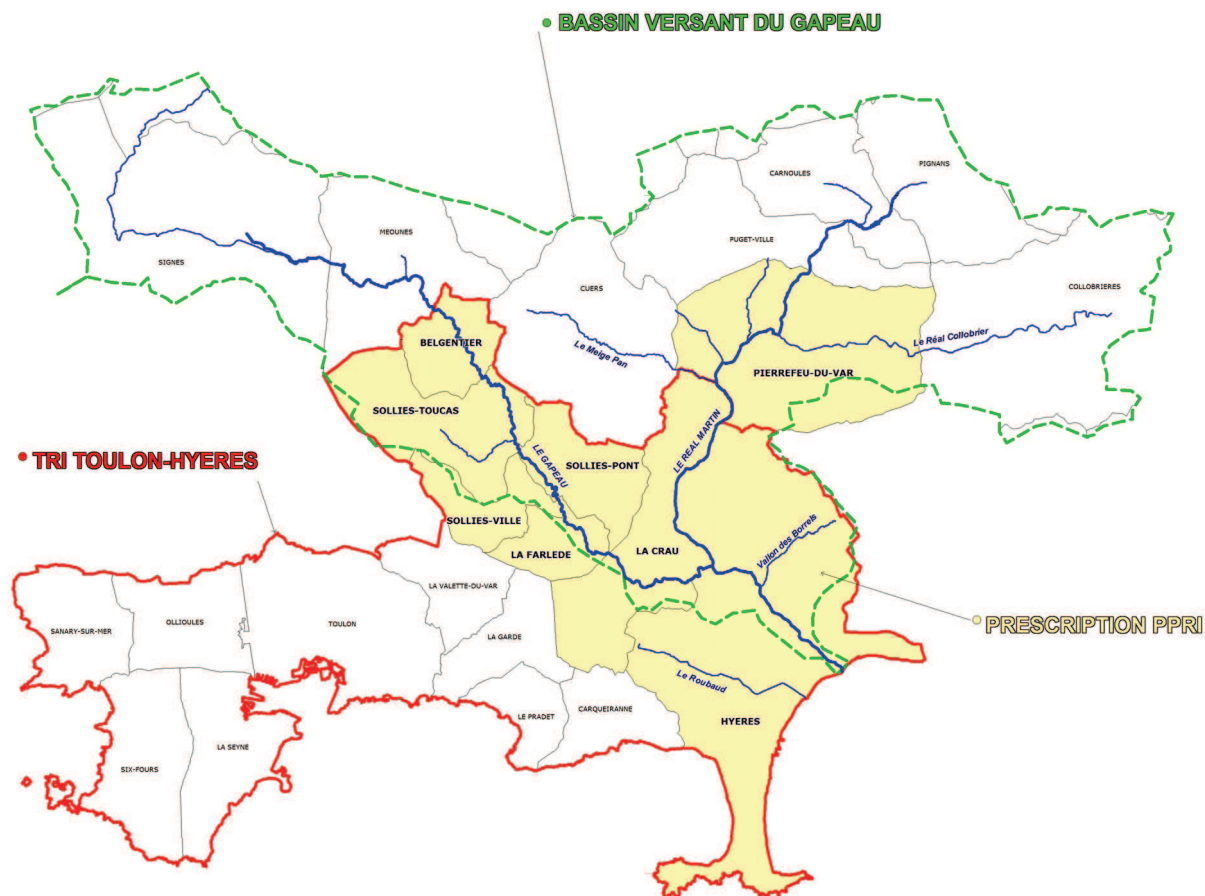 BASSIN VERSANT DU GAPEAU
PIGNANS
CARNOULES
MEOUNES
PUGET-VILLE
SIGNES
CUERS
COLLOBRIERES
BELGENTIER
Le Réal Collobrier
Le Meige Pan
PIERREFEU-DU-VAR
SOLLIES-TOUCAS
LE REAL MARTIN
TRI TOULON-HYERES
LE GAPEAU
SOLLIES-PONT
SOLLIES-VILLE
Vallon des Borrels
LA FARLEDE
LA CRAU
LA VALETTE-DU-VAR
SANARY-SUR-MER
OLLIOULES
TOULON
LA GARDE
PRESCRIPTION PPRI
Le Roubaud
LE PRADET
CARQUEIRANNE
HYERES
LA SEYNE
SIX-FOURS